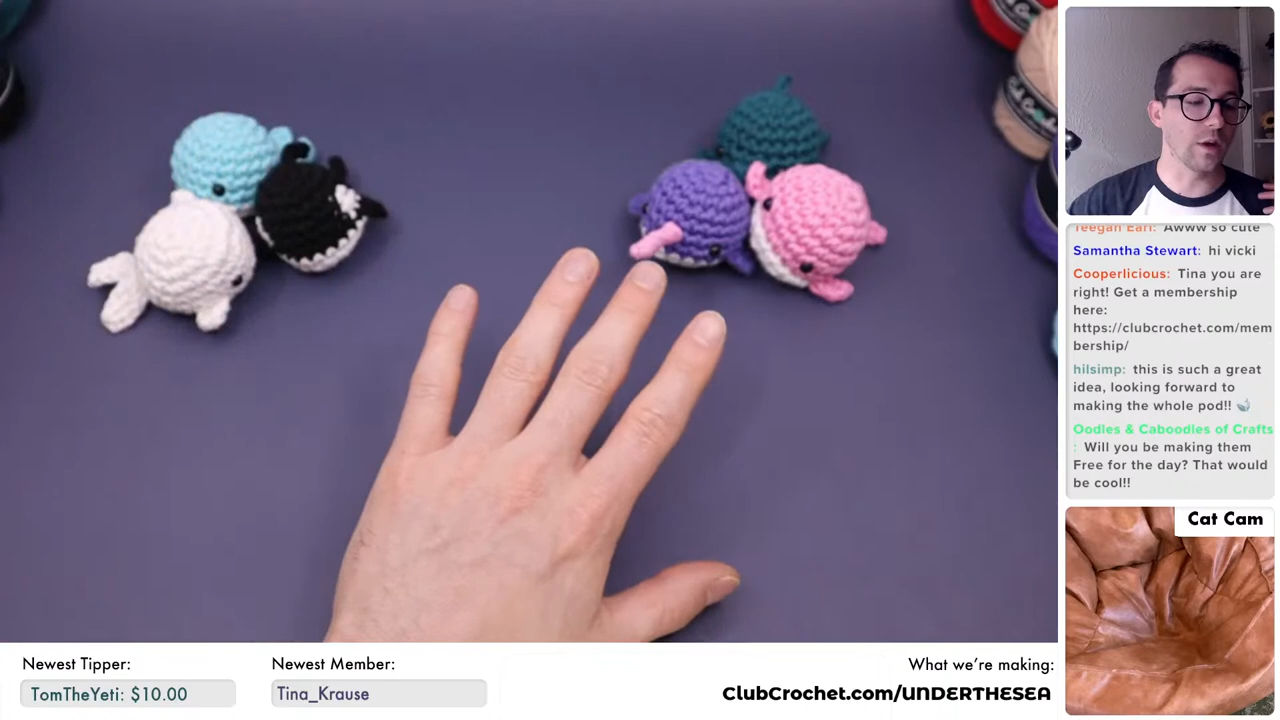 Teegan Earl: Awww so cute
Samantha Stewart: hi vicki
Cooperlicious: Tina you are
right! Get a membership
here:
https://clubcrochet.com/mem
bership/
hilsimp: this is such a great
idea, looking forward to
making the whole pod!!
Oodles & Caboodles of Crafts
: Will you be making them
Free for the day? That would
be cool!!
Cat Cam
Newest Tipper:
TomTheYeti: $10.00
Newest Member:
Tina_Krause
What we're making:
ClubCrochet.com/UNDERTHESEA